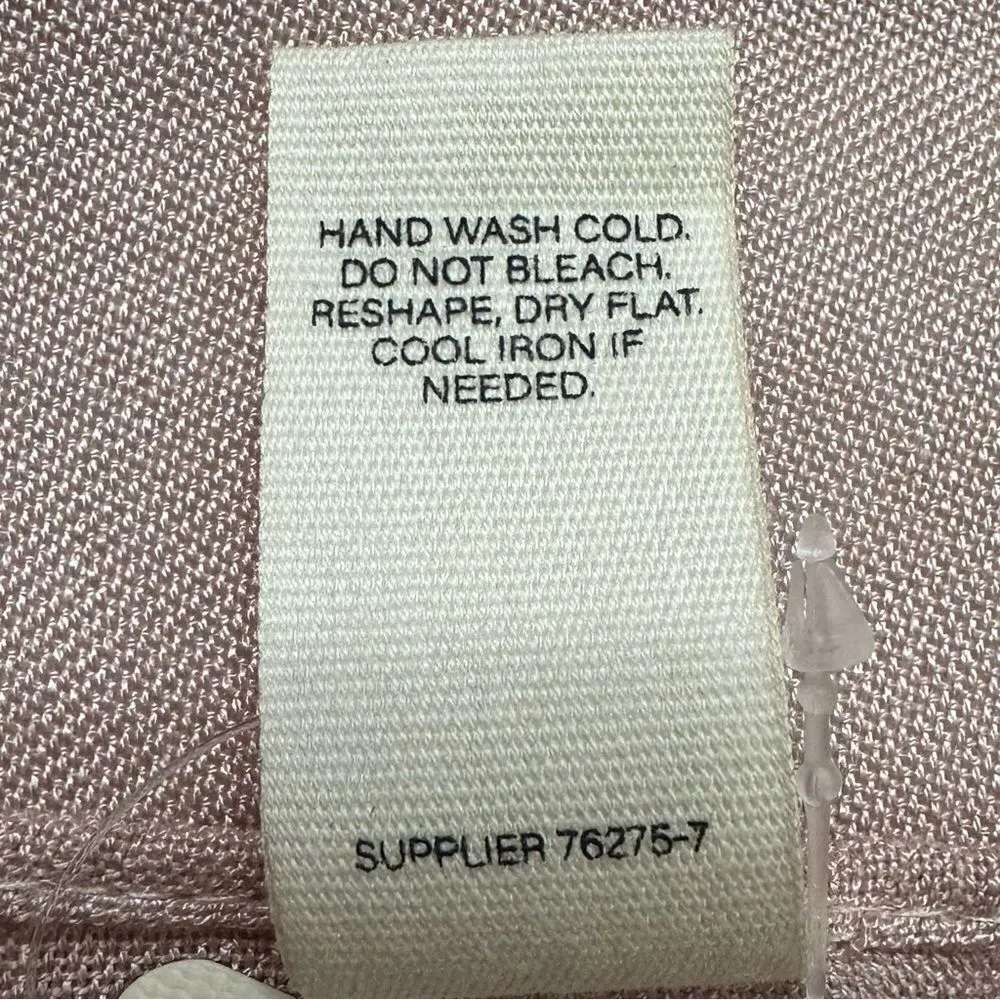 HAND WASH COLD.
DO NOT BLEACH.
RESHAPE, DRY FLAT.
COOL IRON IF
NEEDED.
SUPPLIER 76275-7